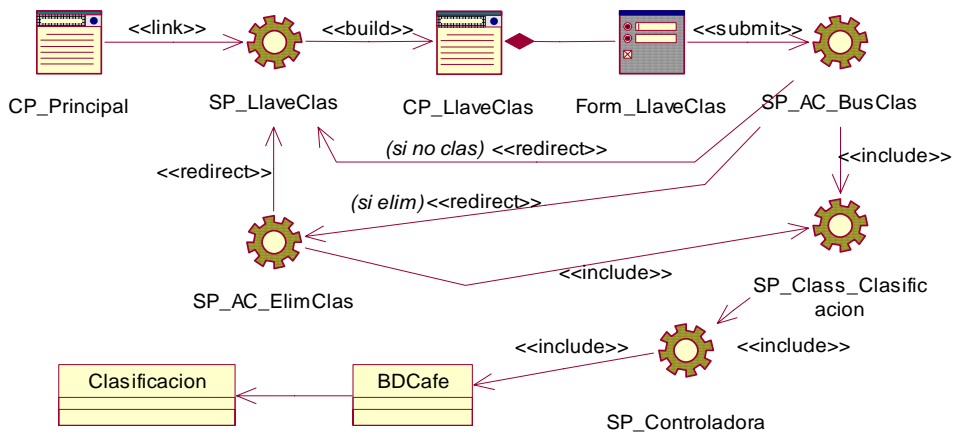 <<link>>
<<build>>
<<submit>>
CP_Principal
SP_LlaveClas
CP_LlaveClas
Form_LlaveClas
SP_AC_BusClas
(si no clas) <<redirect>>
<<include>>
<<redirect>>
(si elim) <<redirect>>
<<include>>
SP_AC_ElimClas
SP_Class_Clasific
acion
<<include>>
<<include>>
Clasificacion
BDCafe
SP_Controladora